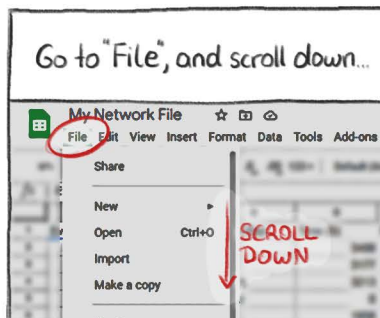 Go to "File", and scroll down...
My Network File
File Edit View Insert Format Data Tools Add-ons
Share
New
Open Ctrl+O
SCROLL
DOWN
Import
Make a copy